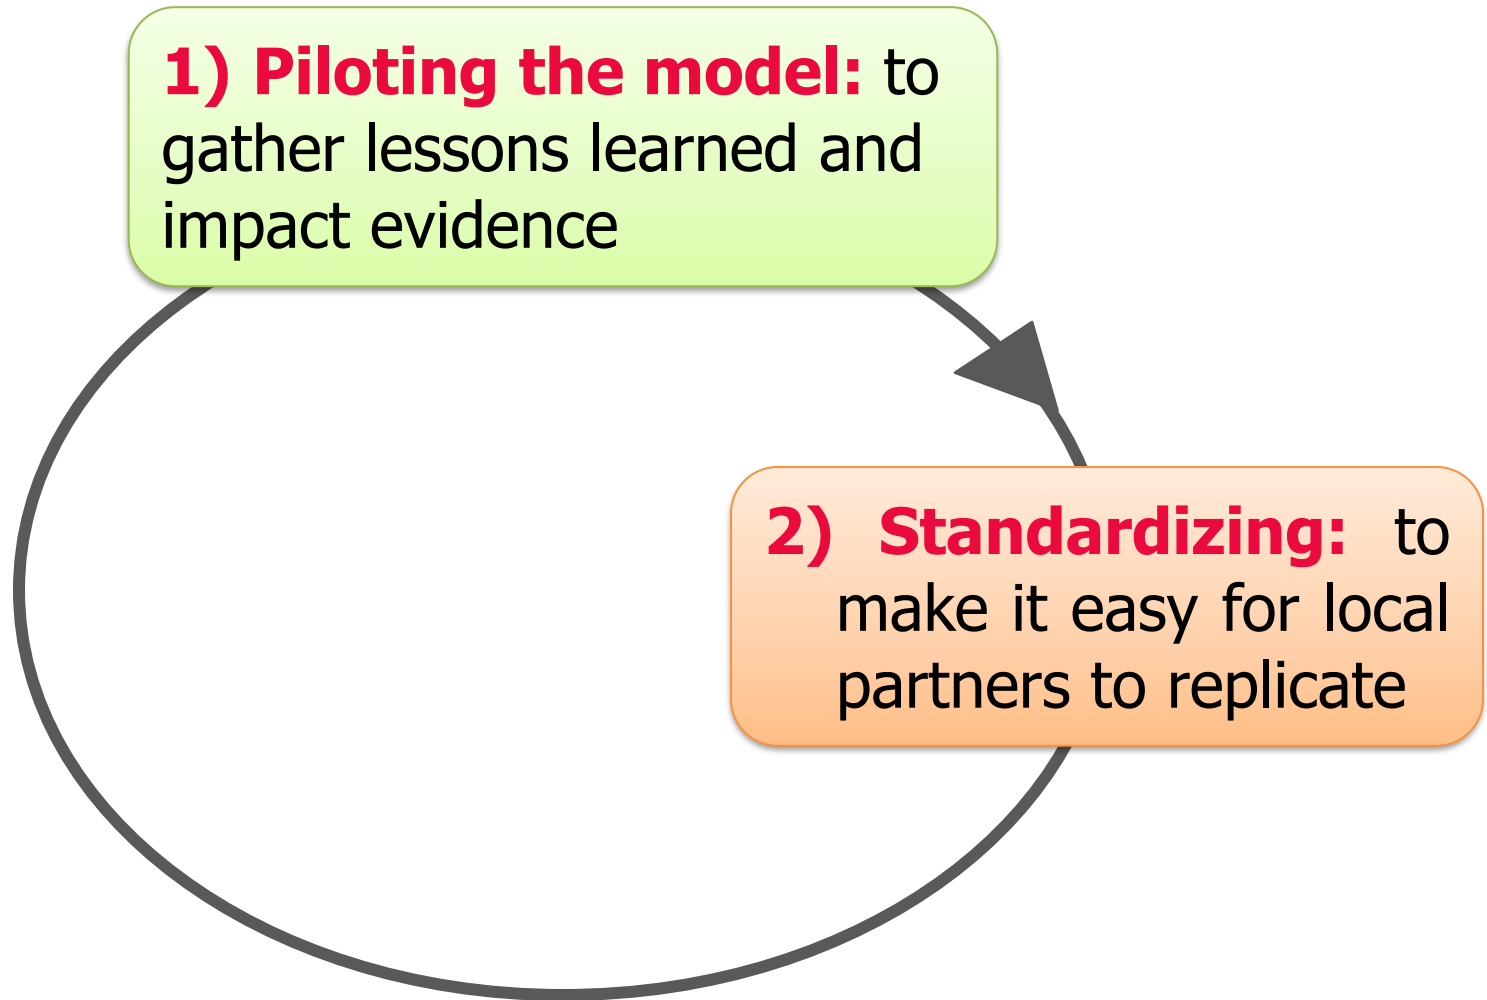 1) Piloting the model: to
gather lessons learned and
impact evidence
2) Standardizing: to
make it easy for local
partners to replicate